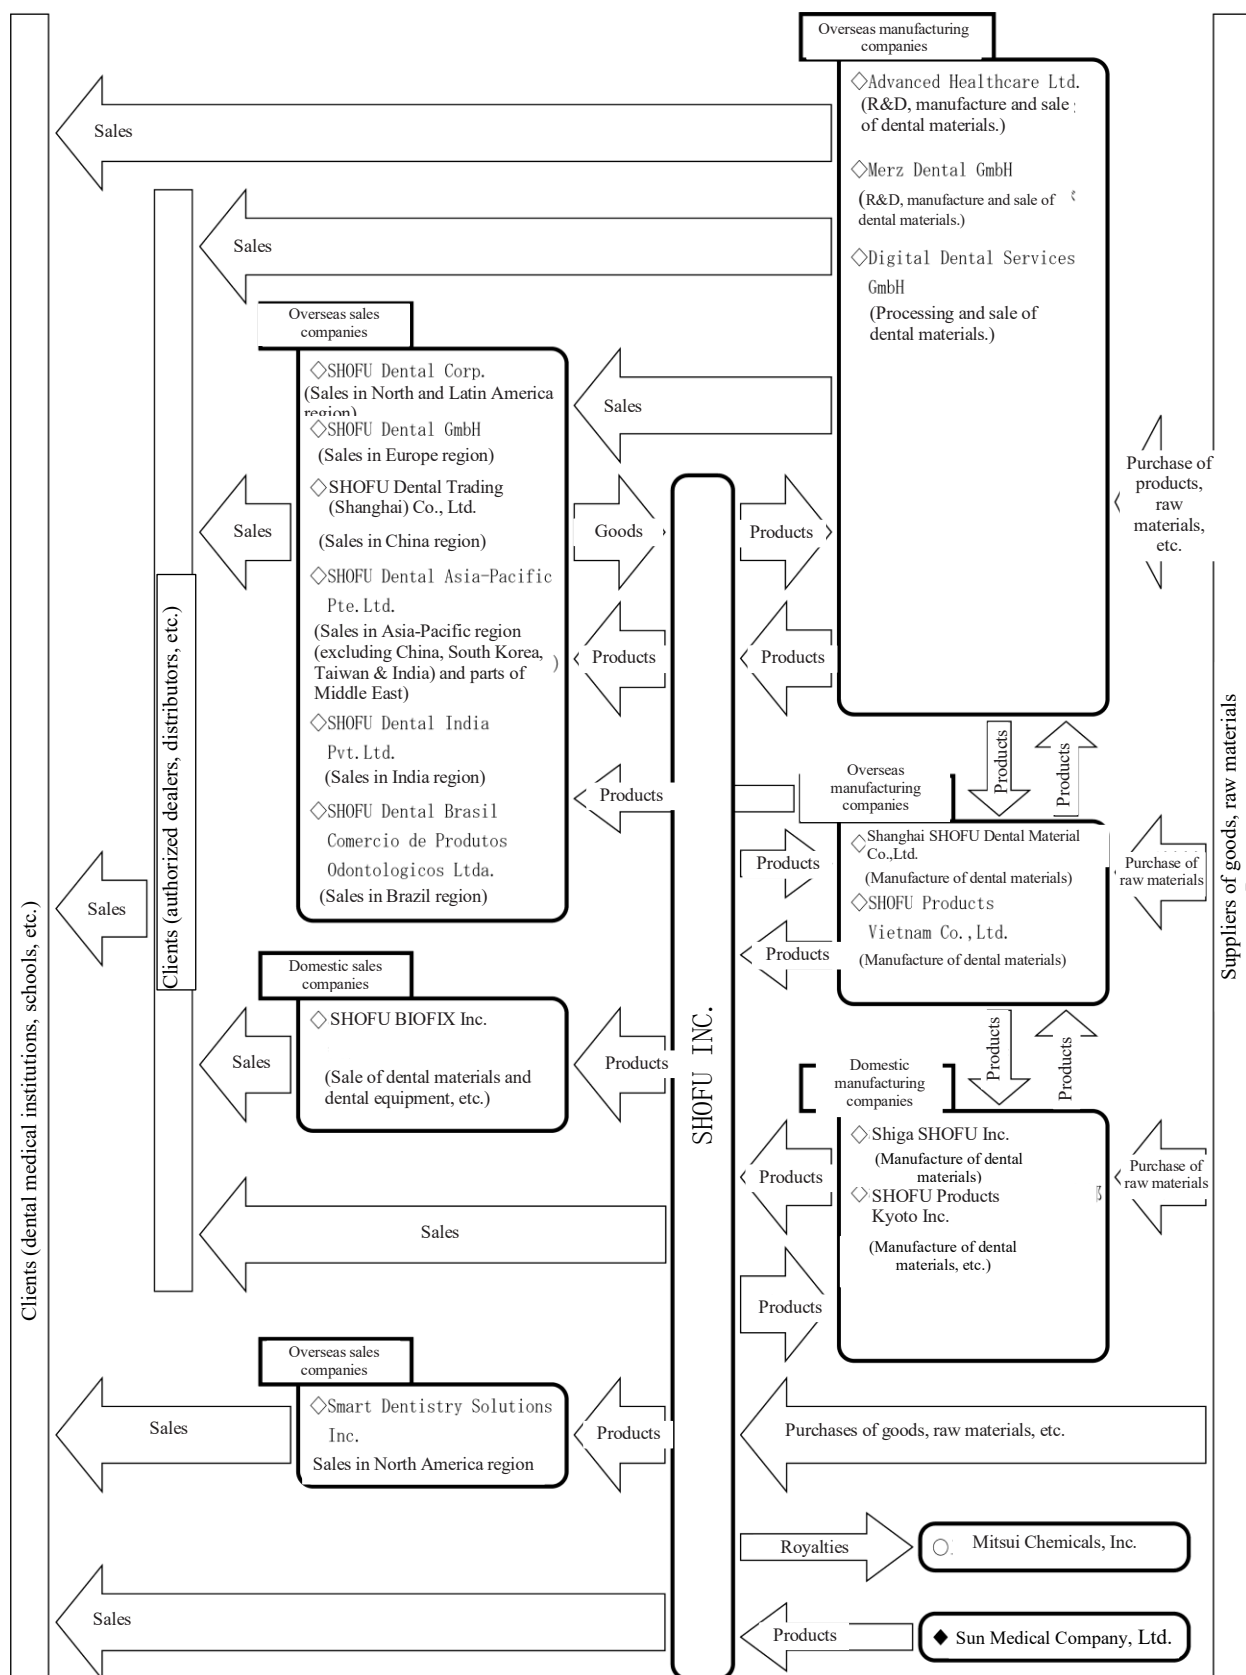 Overseas manufacturing
companies
◇Advanced Healthcare Ltd.
(R&D, manufacture and sale
of dental materials.)
◇Merz Dental GmbH
(R&D, manufacture and sale of
dental materials.)
◇Digital Dental Services
GmbH
(Processing and sale of
dental materials.)
Sales
Sales
Overseas sales
companies
◇SHOFU Dental Corp.
(Sales in North and Latin America
region)
◇SHOFU Dental GmbH
(Sales in Europe region)
◇SHOFU Dental Trading
(Shanghai) Co., Ltd.
(Sales in China region)
◇SHOFU Dental Asia-Pacific
Pte.Ltd.
(Sales in Asia-Pacific region
(excluding China, South Korea,
Taiwan & India) and parts of
Middle East)
)
◇SHOFU Dental India
Pvt.Ltd.
(Sales in India region)
◇SHOFU Dental Brasil
Comercio de Produtos
Odontologicos Ltda.
(Sales in Brazil region)
Sales
Sales
Goods
Products
Products
Products
Products
Purchase of
products,
raw
materials,
etc.
Products
Products
Overseas
manufacturing
companies
◇Shanghai SHOFU Dental Material
Co.,Ltd.
(Manufacture of dental materials)
◇SHOFU Products
Vietnam Co.,Ltd.
(Manufacture of dental materials)
Products
Products
Purchase of
raw materials
Sales
Clients (authorized dealers, distributors, etc.)
Clients (dental medical institutions, schools, etc.)
Suppliers of goods, raw materials
SHOFU INC.
Domestic sales
companies
◇ SHOFU BIOFIX Inc.
(Sale of dental materials and
dental equipment, etc.)
Sales
Products
Products
Products
Domestic
manufacturing
companies
◇ Shiga SHOFU Inc.
(Manufacture of dental
materials)
◇SHOFU Products
Kyoto Inc.
(Manufacture of dental
materials, etc.)
Products
Products
Purchase of
raw materials
Sales
Overseas sales
companies
◇Smart Dentistry Solutions
Inc.
Sales in North America region
Sales
Products
Purchases of goods, raw materials, etc.
Royalties
○ Mitsui Chemicals, Inc.
Sales
Products
◆ Sun Medical Company, Ltd.